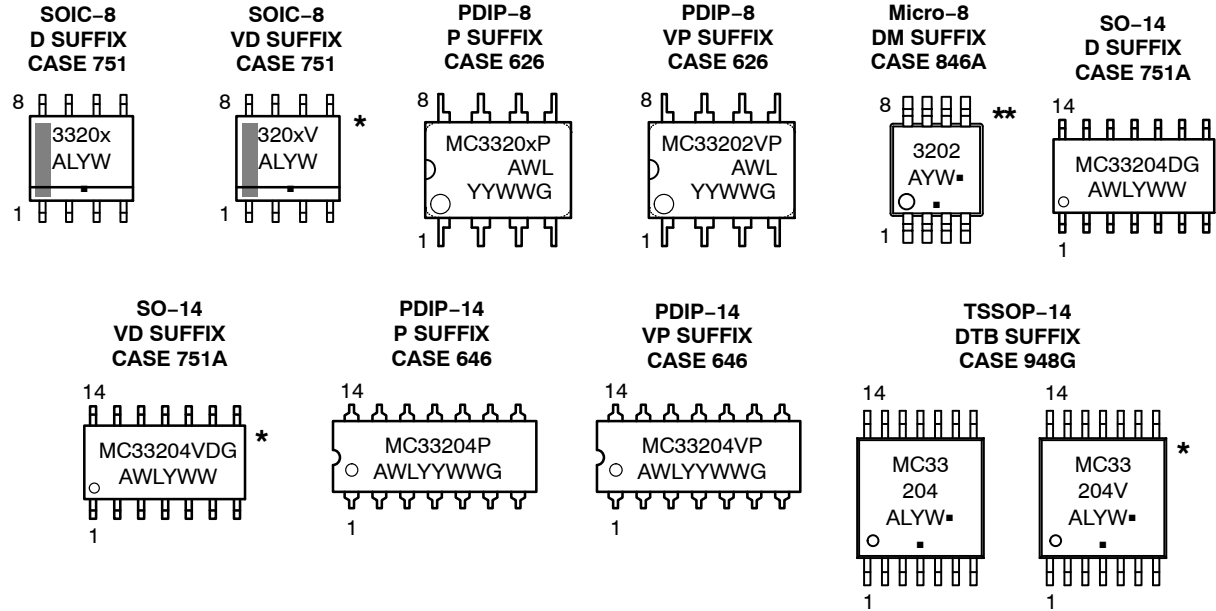 SOIC−8
D SUFFIX
CASE 751
8
3320x
ALYW
1
SOIC−8
VD SUFFIX
CASE 751
8
320xV
ALYW
*
1
PDIP−8
P SUFFIX
CASE 626
8
MC3320xP
AWL
YYWWG
1
PDIP−8
VP SUFFIX
CASE 626
8
MC33202VP
AWL
YYWWG
1
Micro−8
DM SUFFIX
CASE 846A
8
**
3202
AYW▪
▪
1
SO−14
D SUFFIX
CASE 751A
14
MC33204DG
AWLYWW
1
SO−14
VD SUFFIX
CASE 751A
14
MC33204VDG
AWLYWW
*
1
PDIP−14
P SUFFIX
CASE 646
14
MC33204P
AWLYYWWG
1
PDIP−14
VP SUFFIX
CASE 646
14
MC33204VP
AWLYYWWG
1
TSSOP−14
DTB SUFFIX
CASE 948G
14
MC33
204
ALYW▪
▪
1
14
MC33
204V
ALYW▪
▪
*
1